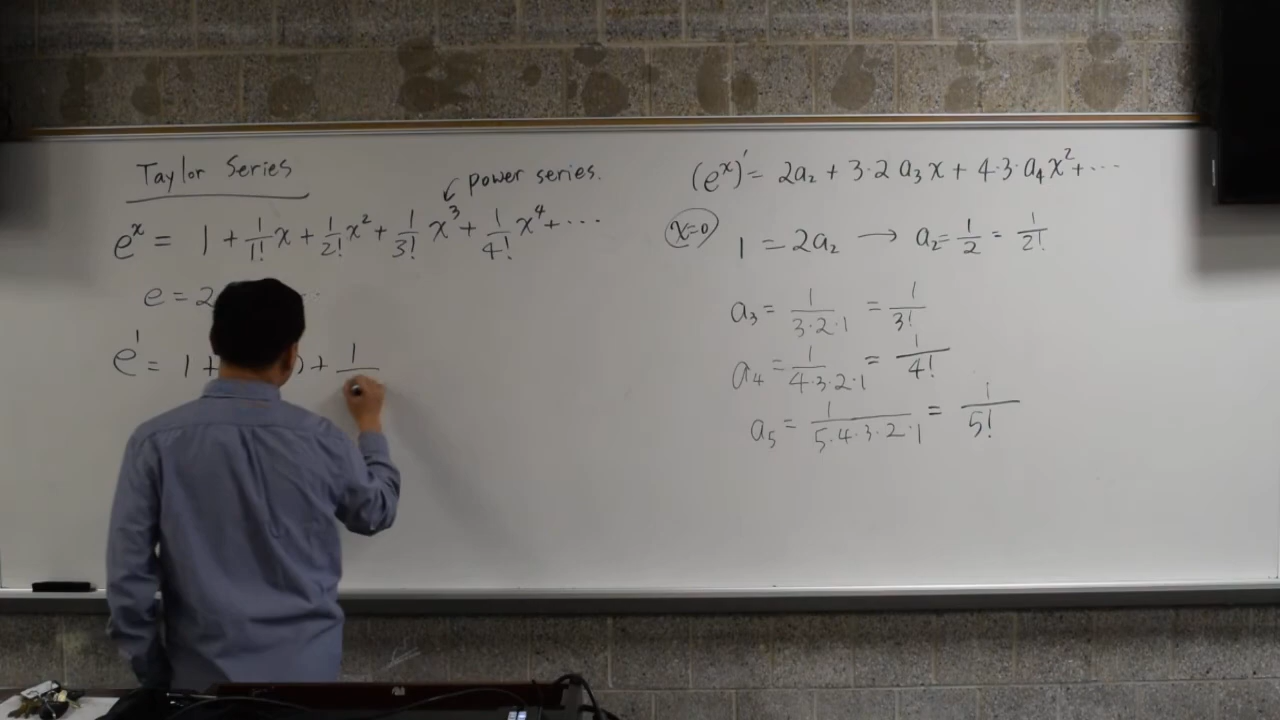 Taylor Series
power series.
e^x = 1 + 1/1! x + 1/2! x^2 + 1/3! x^3 + 1/4! x^4 + ...
e = 2
e^1 = 1 + ) + 1/
(e^x)' = 2a_2 + 3·2 a_3 x + 4·3· a_4 x^2 + ...
x=0 1 = 2a_2 → a_2 = 1/2 = 1/2!
a_3 = 1/(3·2·1) = 1/3!
a_4 = 1/(4·3·2·1) = 1/4!
a_5 = 1/(5·4·3·2·1) = 1/5!